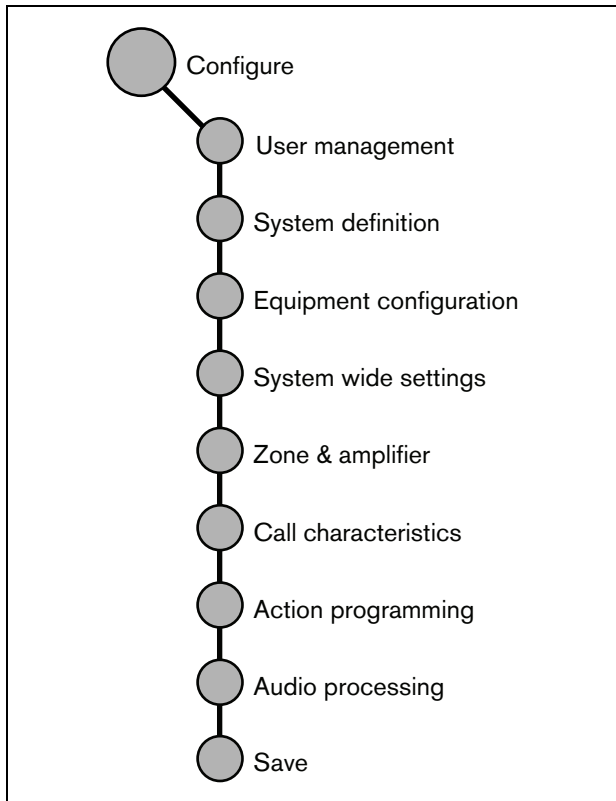 Configure
User management
System definition
Equipment configuration
System wide settings
Zone & amplifier
Call characteristics
Action programming
Audio processing
Save